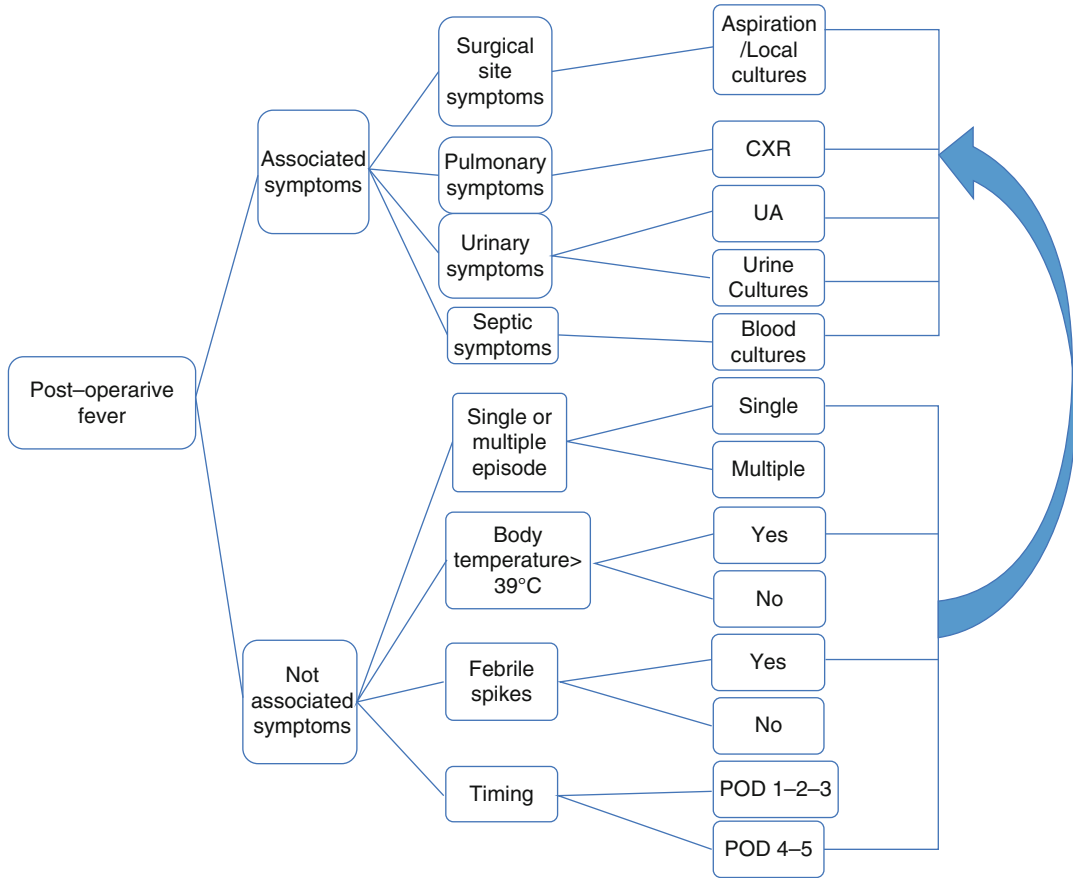 Post–operarive
fever
Associated
symptoms
Not
associated
symptoms
Surgical
site
symptoms
Pulmonary
symptoms
Urinary
symptoms
Septic
symptoms
Single or
multiple
episode
Body
temperature>
39°C
Febrile
spikes
Timing
Aspiration
/Local
cultures
CXR
UA
Urine
Cultures
Blood
cultures
Single
Multiple
Yes
No
Yes
No
POD 1–2–3
POD 4–5